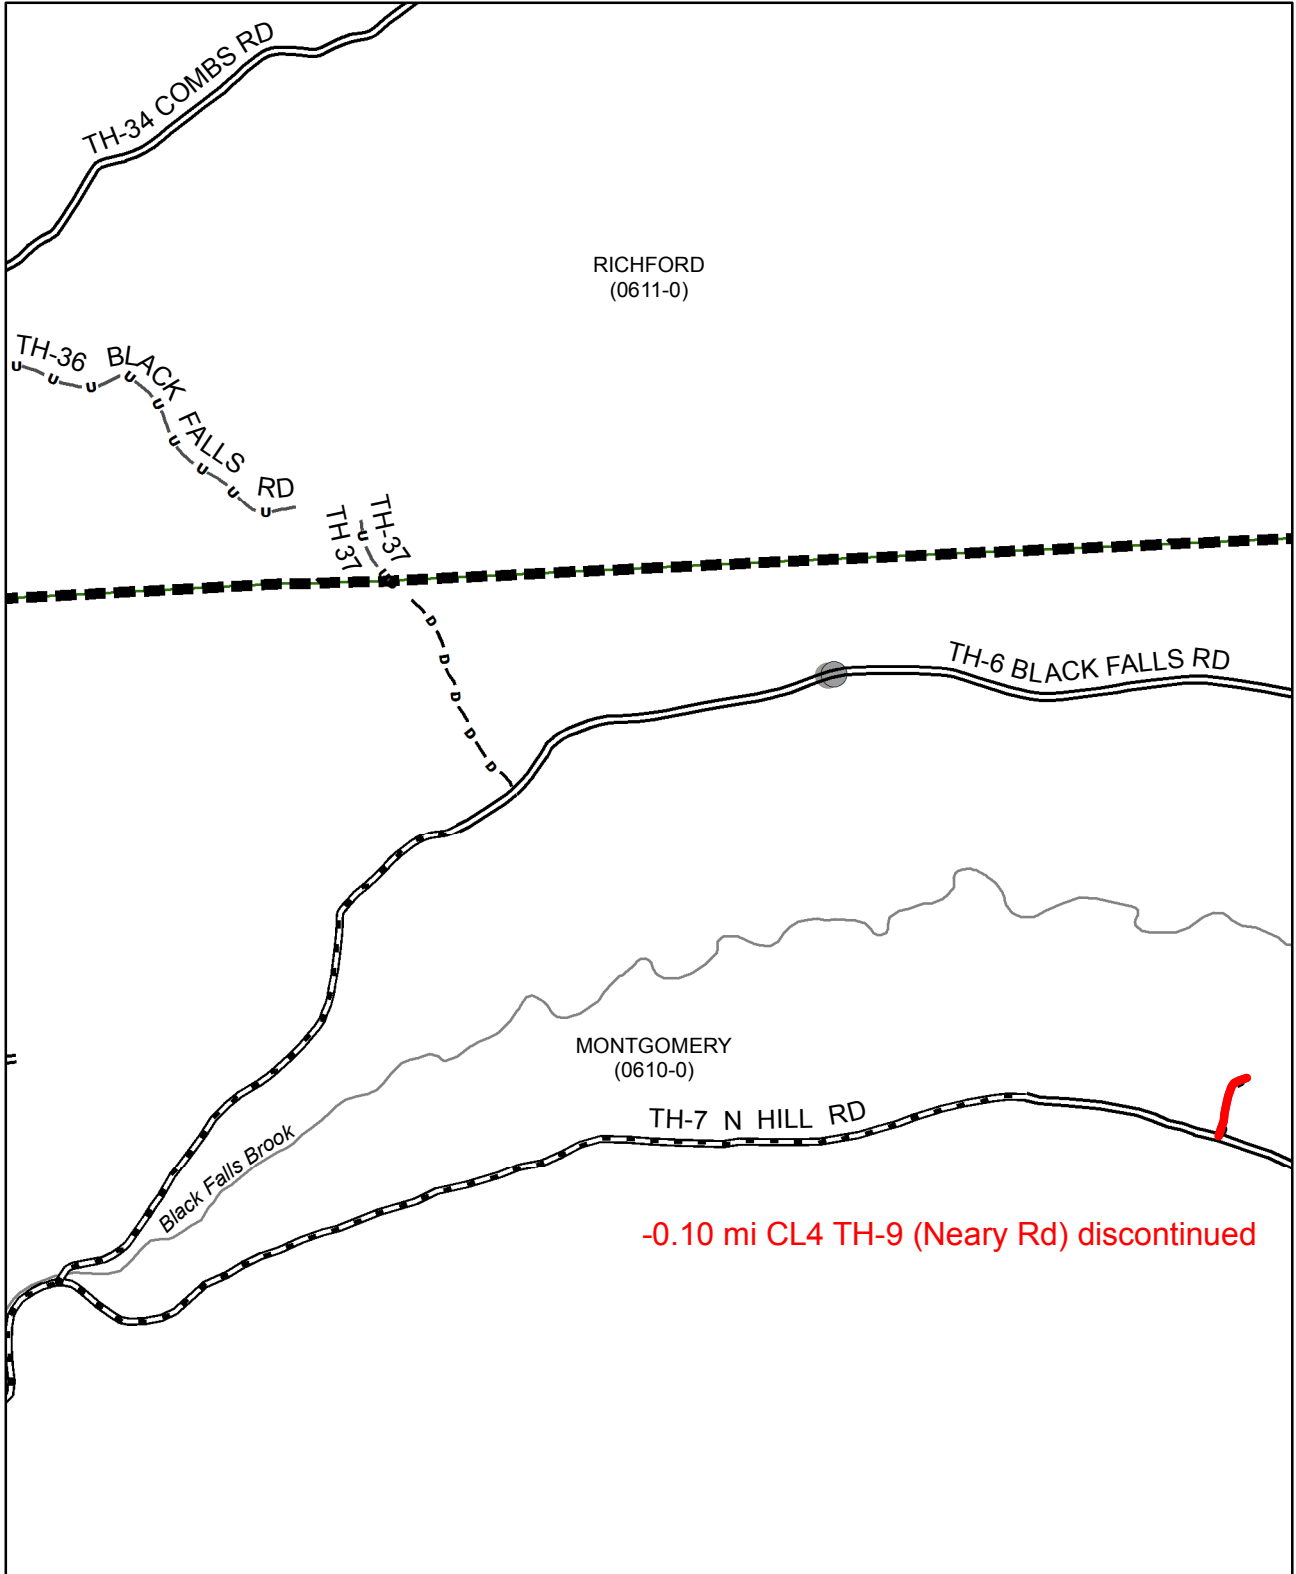 TH-34 COMBS RD
RICHFORD
(0611-0)
TH-36 BLACK FALLS RD
U U U U U U U U U
TH-37
TH 37
U U
D D D D D
TH-6 BLACK FALLS RD
MONTGOMERY
(0610-0)
TH-7 N HILL RD
Black Falls Brook
-0.10 mi CL4 TH-9 (Neary Rd) discontinued